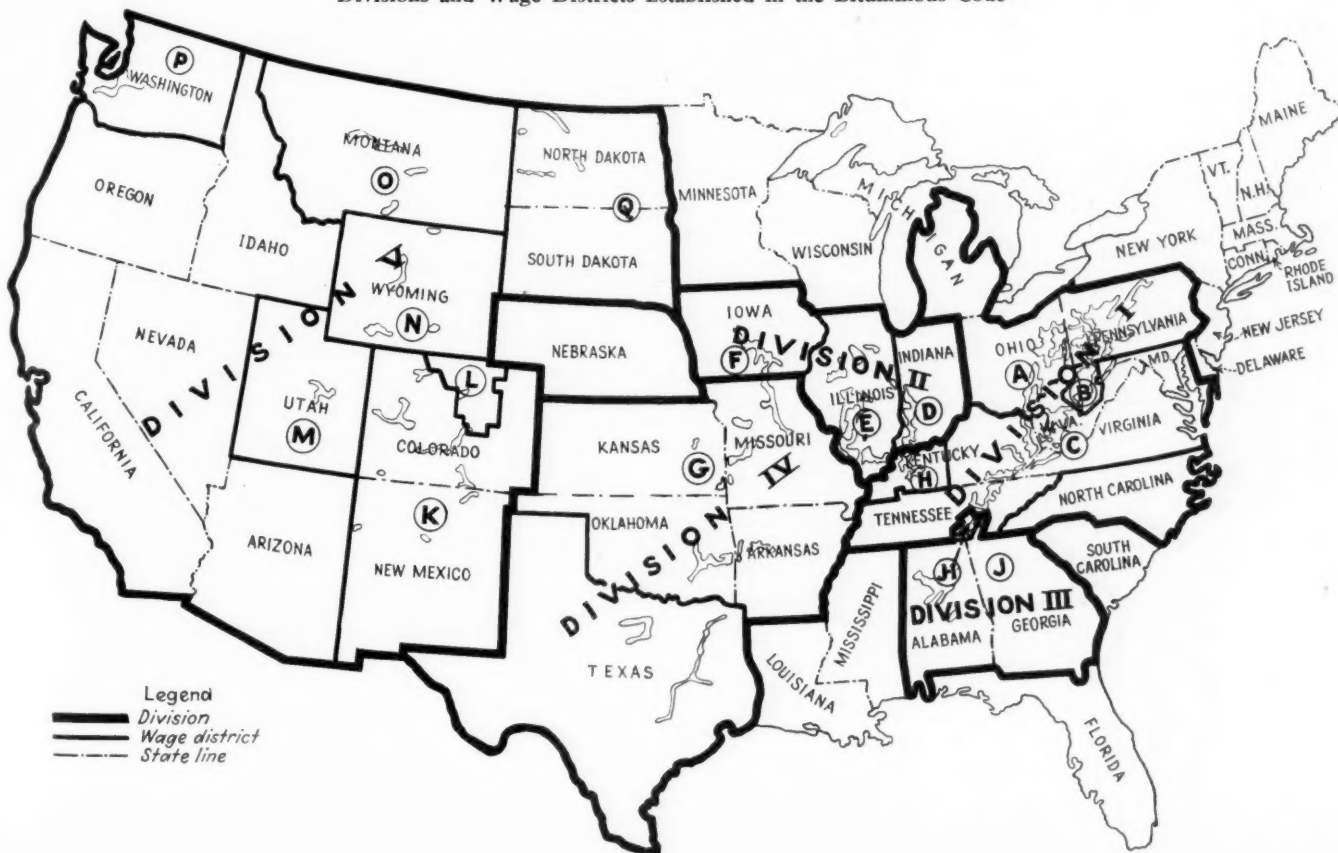 Divisions and Wage Districts Established in the Bituminous Code
P
WASHINGTON
MONTANA
O
NORTH DAKOTA
Q
MINNESOTA
MICHIGAN
MAINE
VT.
N.H.
OREGON
IDAHO
SOUTH DAKOTA
WISCONSIN
NEW YORK
MASS.
CONN.
RHODE ISLAND
WYOMING
N
DIVISION V
NEVADA
IOWA
F
DIVISION II
INDIANA
OHIO
PENNSYLVANIA
NEW JERSEY
NEBRASKA
DIVISION I
MD.
DELAWARE
CALIFORNIA
UTAH
M
L
COLORADO
KANSAS
G
MISSOURI
ILLINOIS
E
D
A
B
W.VA.
VIRGINIA
C
KENTUCKY
H
DIVISION IV
ARIZONA
K
NEW MEXICO
OKLAHOMA
ARKANSAS
TENNESSEE
NORTH CAROLINA
SOUTH CAROLINA
H
J
DIVISION III
ALABAMA
GEORGIA
MISSISSIPPI
TEXAS
LOUISIANA
FLORIDA
Legend
Division
Wage district
State line